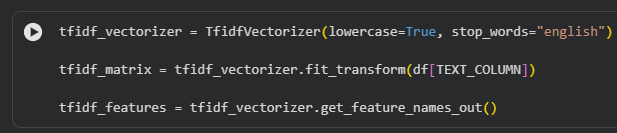 tfidf_vectorizer = TfidfVectorizer(lowercase=True, stop_words="english")
tfidf_matrix = tfidf_vectorizer.fit_transform(df[TEXT_COLUMN])
tfidf_features = tfidf_vectorizer.get_feature_names_out()